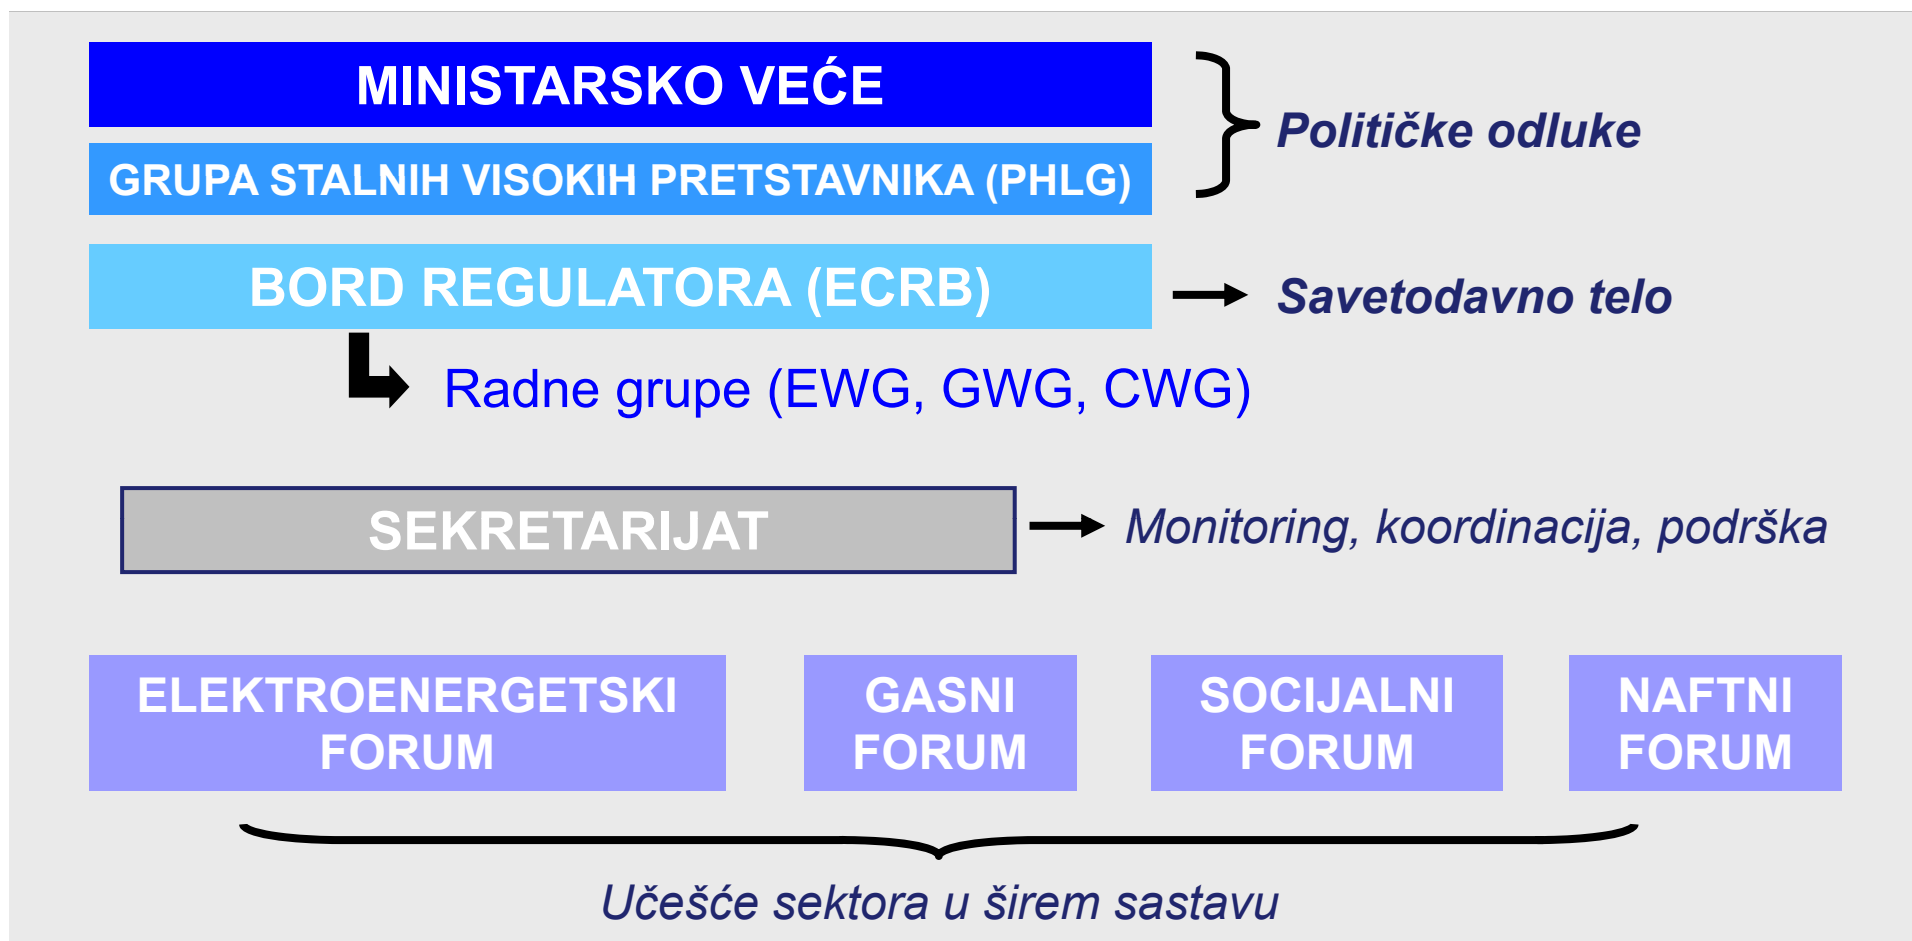 MINISTARSKO VEĆE
Političke odluke
GRUPA STALNIH VISOKIH PRETSTAVNIKA (PHLG)
BORD REGULATORA (ECRB)
Savetodavno telo
Radne grupe (EWG, GWG, CWG)
SEKRETARIJAT
Monitoring, koordinacija, podrška
ELEKTROENERGETSKI
FORUM
GASNI
FORUM
SOCIJALNI
FORUM
NAFTNI
FORUM
Učešće sektora u širem sastavu